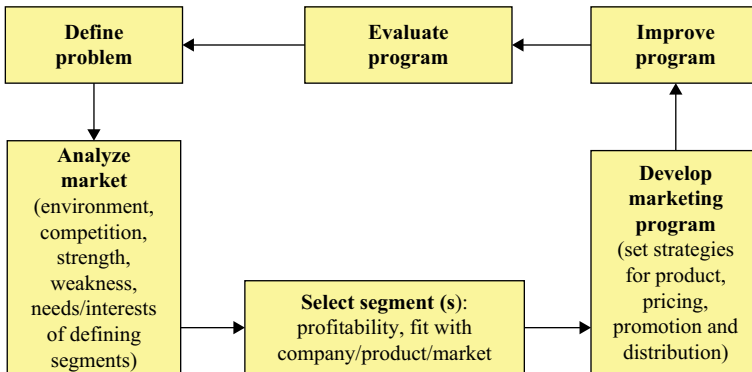 Define
problem
Evaluate
program
Improve
program
Analyze
market
(environment,
competition,
strength,
weakness,
needs/interests
of defining
segments)
Select segment (s):
profitability, fit with
company/product/market
Develop
marketing
program
(set strategies
for product,
pricing,
promotion and
distribution)